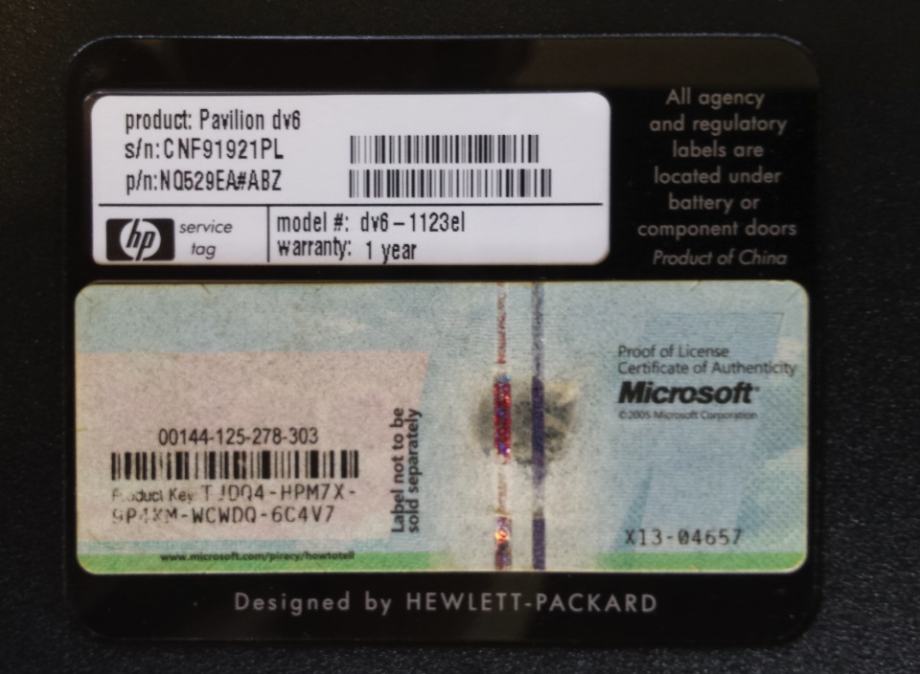 product: Pavilion dv6
s/n:CNF91921PL
p/n:NQ529EA#ABZ
hp service tag
model #: dv6-1123el
warranty: 1 year
All agency
and regulatory
labels are
located under
battery or
component doors
Product of China
Proof of License
Certificate of Authenticity
Microsoft
©2005 Microsoft Corporation
00144-125-278-303
Label not to be
sold separately
Product Key
HPM7X-
WCWDQ-6C4V7
X13-04657
www.microsoft.com/piracy/howtotell
Designed by HEWLETT-PACKARD